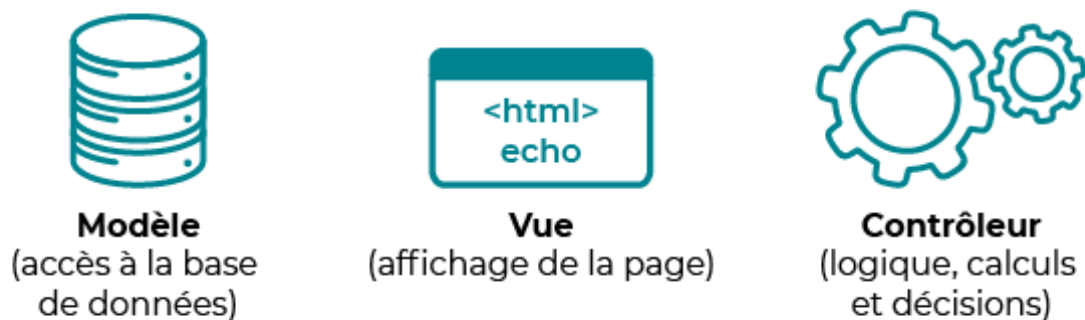 <html>
echo
Modèle
(accès à la base
de données)
Vue
(affichage de la page)
Contrôleur
(logique, calculs
et décisions)